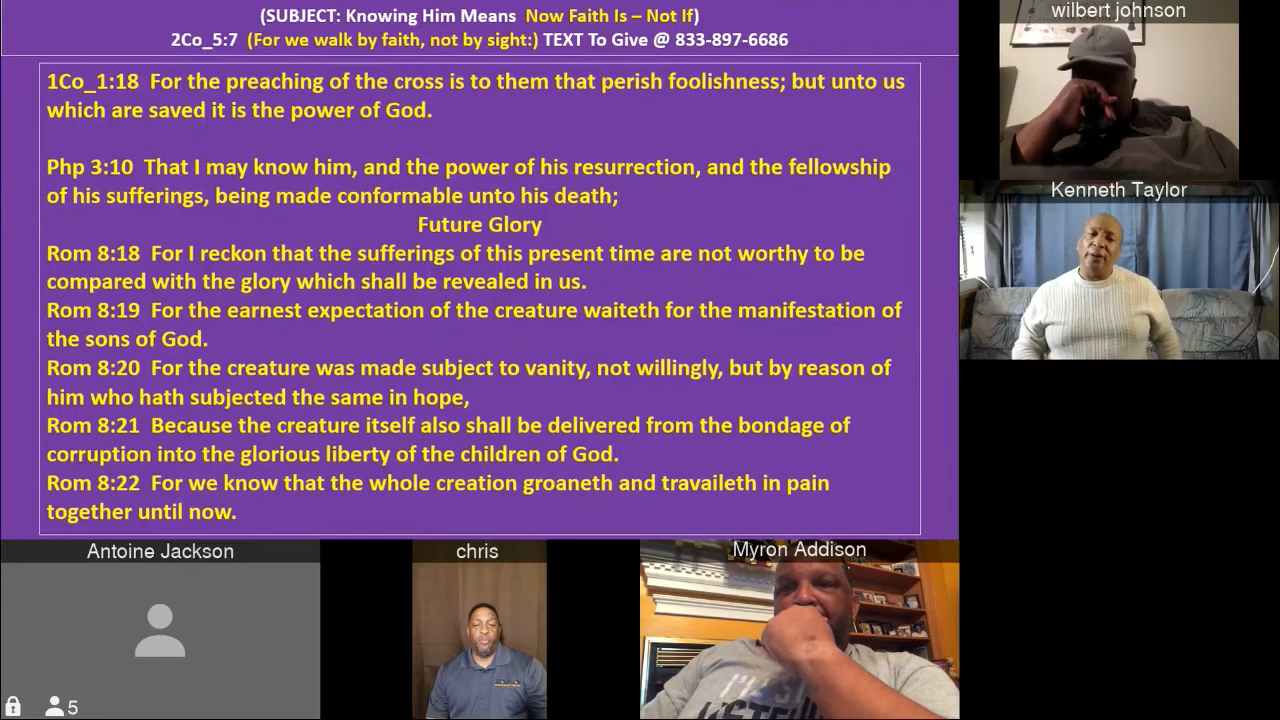 (SUBJECT: Knowing Him Means Now Faith Is – Not If)
2Co_5:7 (For we walk by faith, not by sight:) TEXT To Give @ 833-897-6686
1Co_1:18 For the preaching of the cross is to them that perish foolishness; but unto us
which are saved it is the power of God.
Php 3:10 That I may know him, and the power of his resurrection, and the fellowship
of his sufferings, being made conformable unto his death;
Future Glory
Rom 8:18 For I reckon that the sufferings of this present time are not worthy to be
compared with the glory which shall be revealed in us.
Rom 8:19 For the earnest expectation of the creature waiteth for the manifestation of
the sons of God.
Rom 8:20 For the creature was made subject to vanity, not willingly, but by reason of
him who hath subjected the same in hope,
Rom 8:21 Because the creature itself also shall be delivered from the bondage of
corruption into the glorious liberty of the children of God.
Rom 8:22 For we know that the whole creation groaneth and travaileth in pain
together until now.
wilbert johnson
Kenneth Taylor
Antoine Jackson
chris
Myron Addison
5